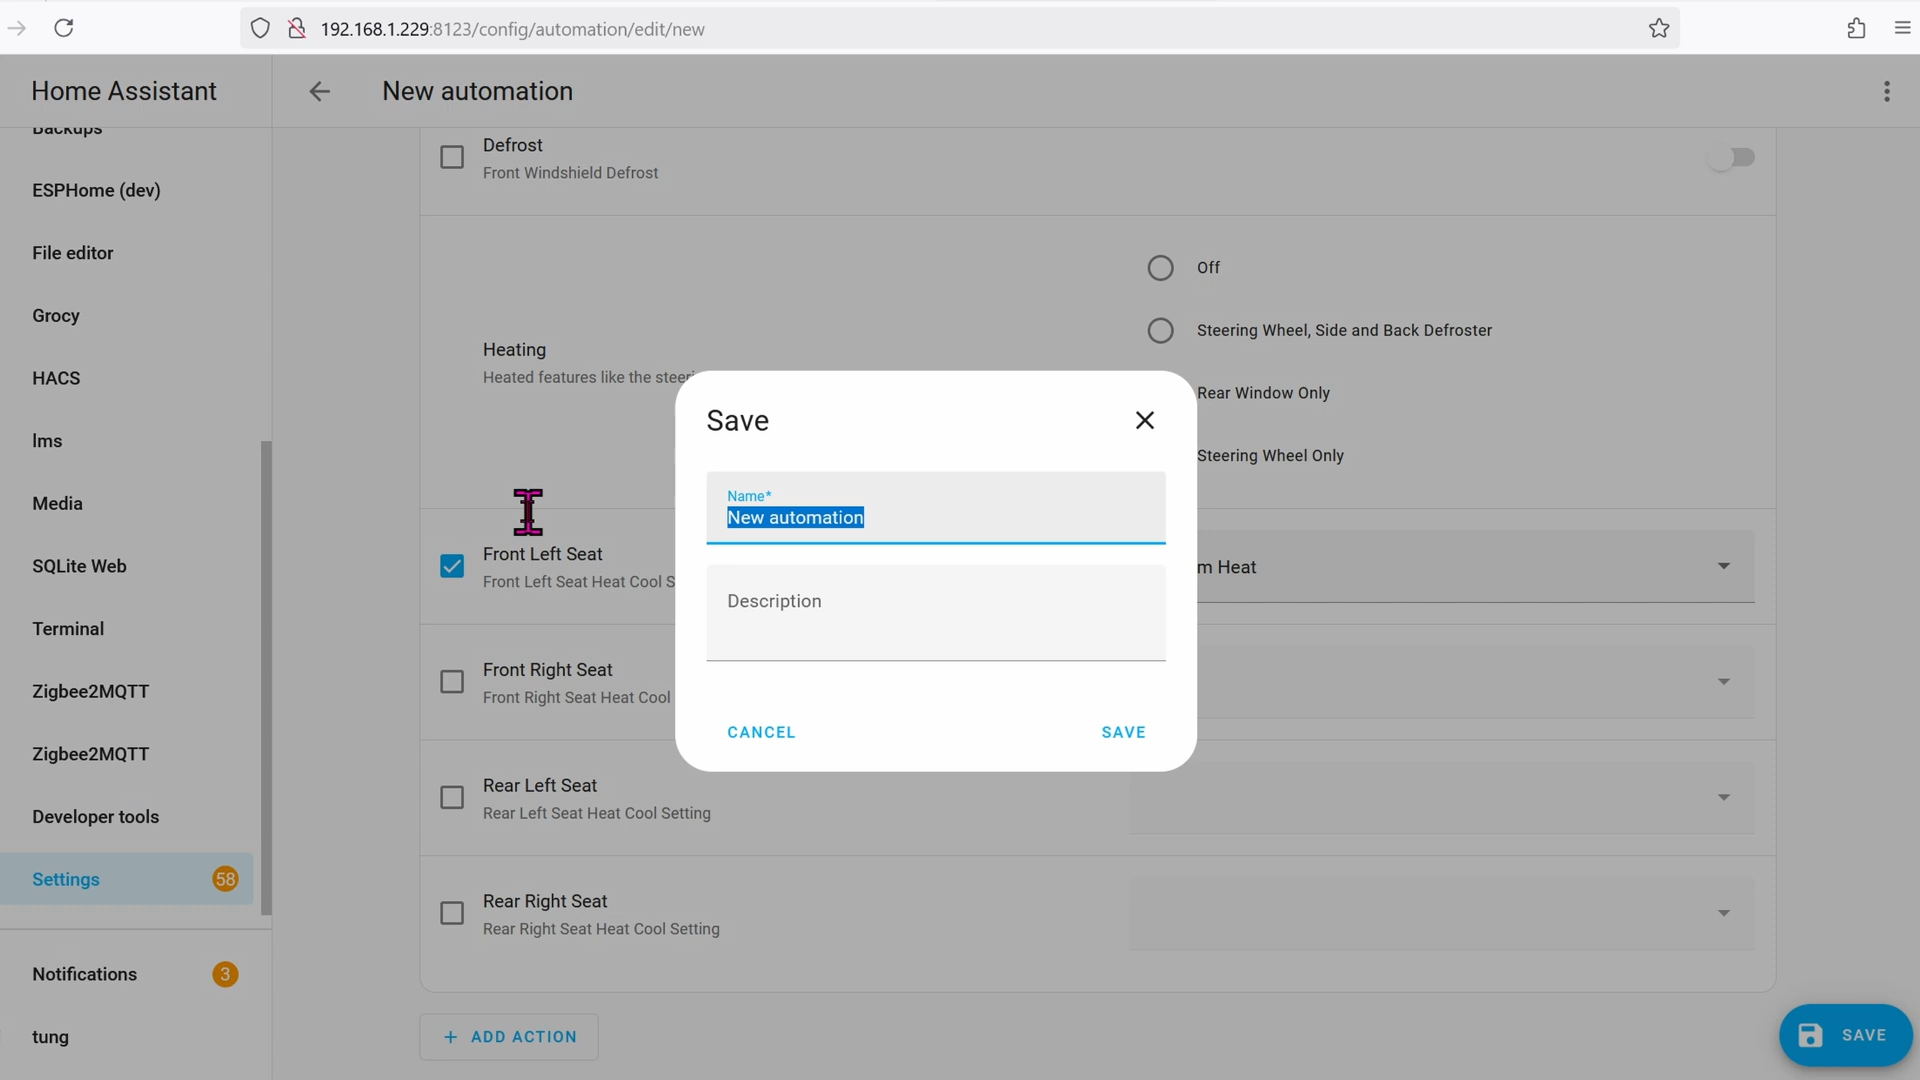 192.168.1.229:8123/config/automation/edit/new
Home Assistant
New automation
Backups
ESPHome (dev)
File editor
Grocy
HACS
lms
Media
SQLite Web
Terminal
Zigbee2MQTT
Zigbee2MQTT
Developer tools
Settings 58
Notifications 3
tung
Defrost
Front Windshield Defrost
Heating
Heated features like the steeri
Off
Steering Wheel, Side and Back Defroster
Rear Window Only
Steering Wheel Only
Front Left Seat
Front Left Seat Heat Cool S
m Heat
Front Right Seat
Front Right Seat Heat Cool
Rear Left Seat
Rear Left Seat Heat Cool Setting
Rear Right Seat
Rear Right Seat Heat Cool Setting
+ ADD ACTION
Save
Name*
New automation
Description
CANCEL
SAVE
SAVE